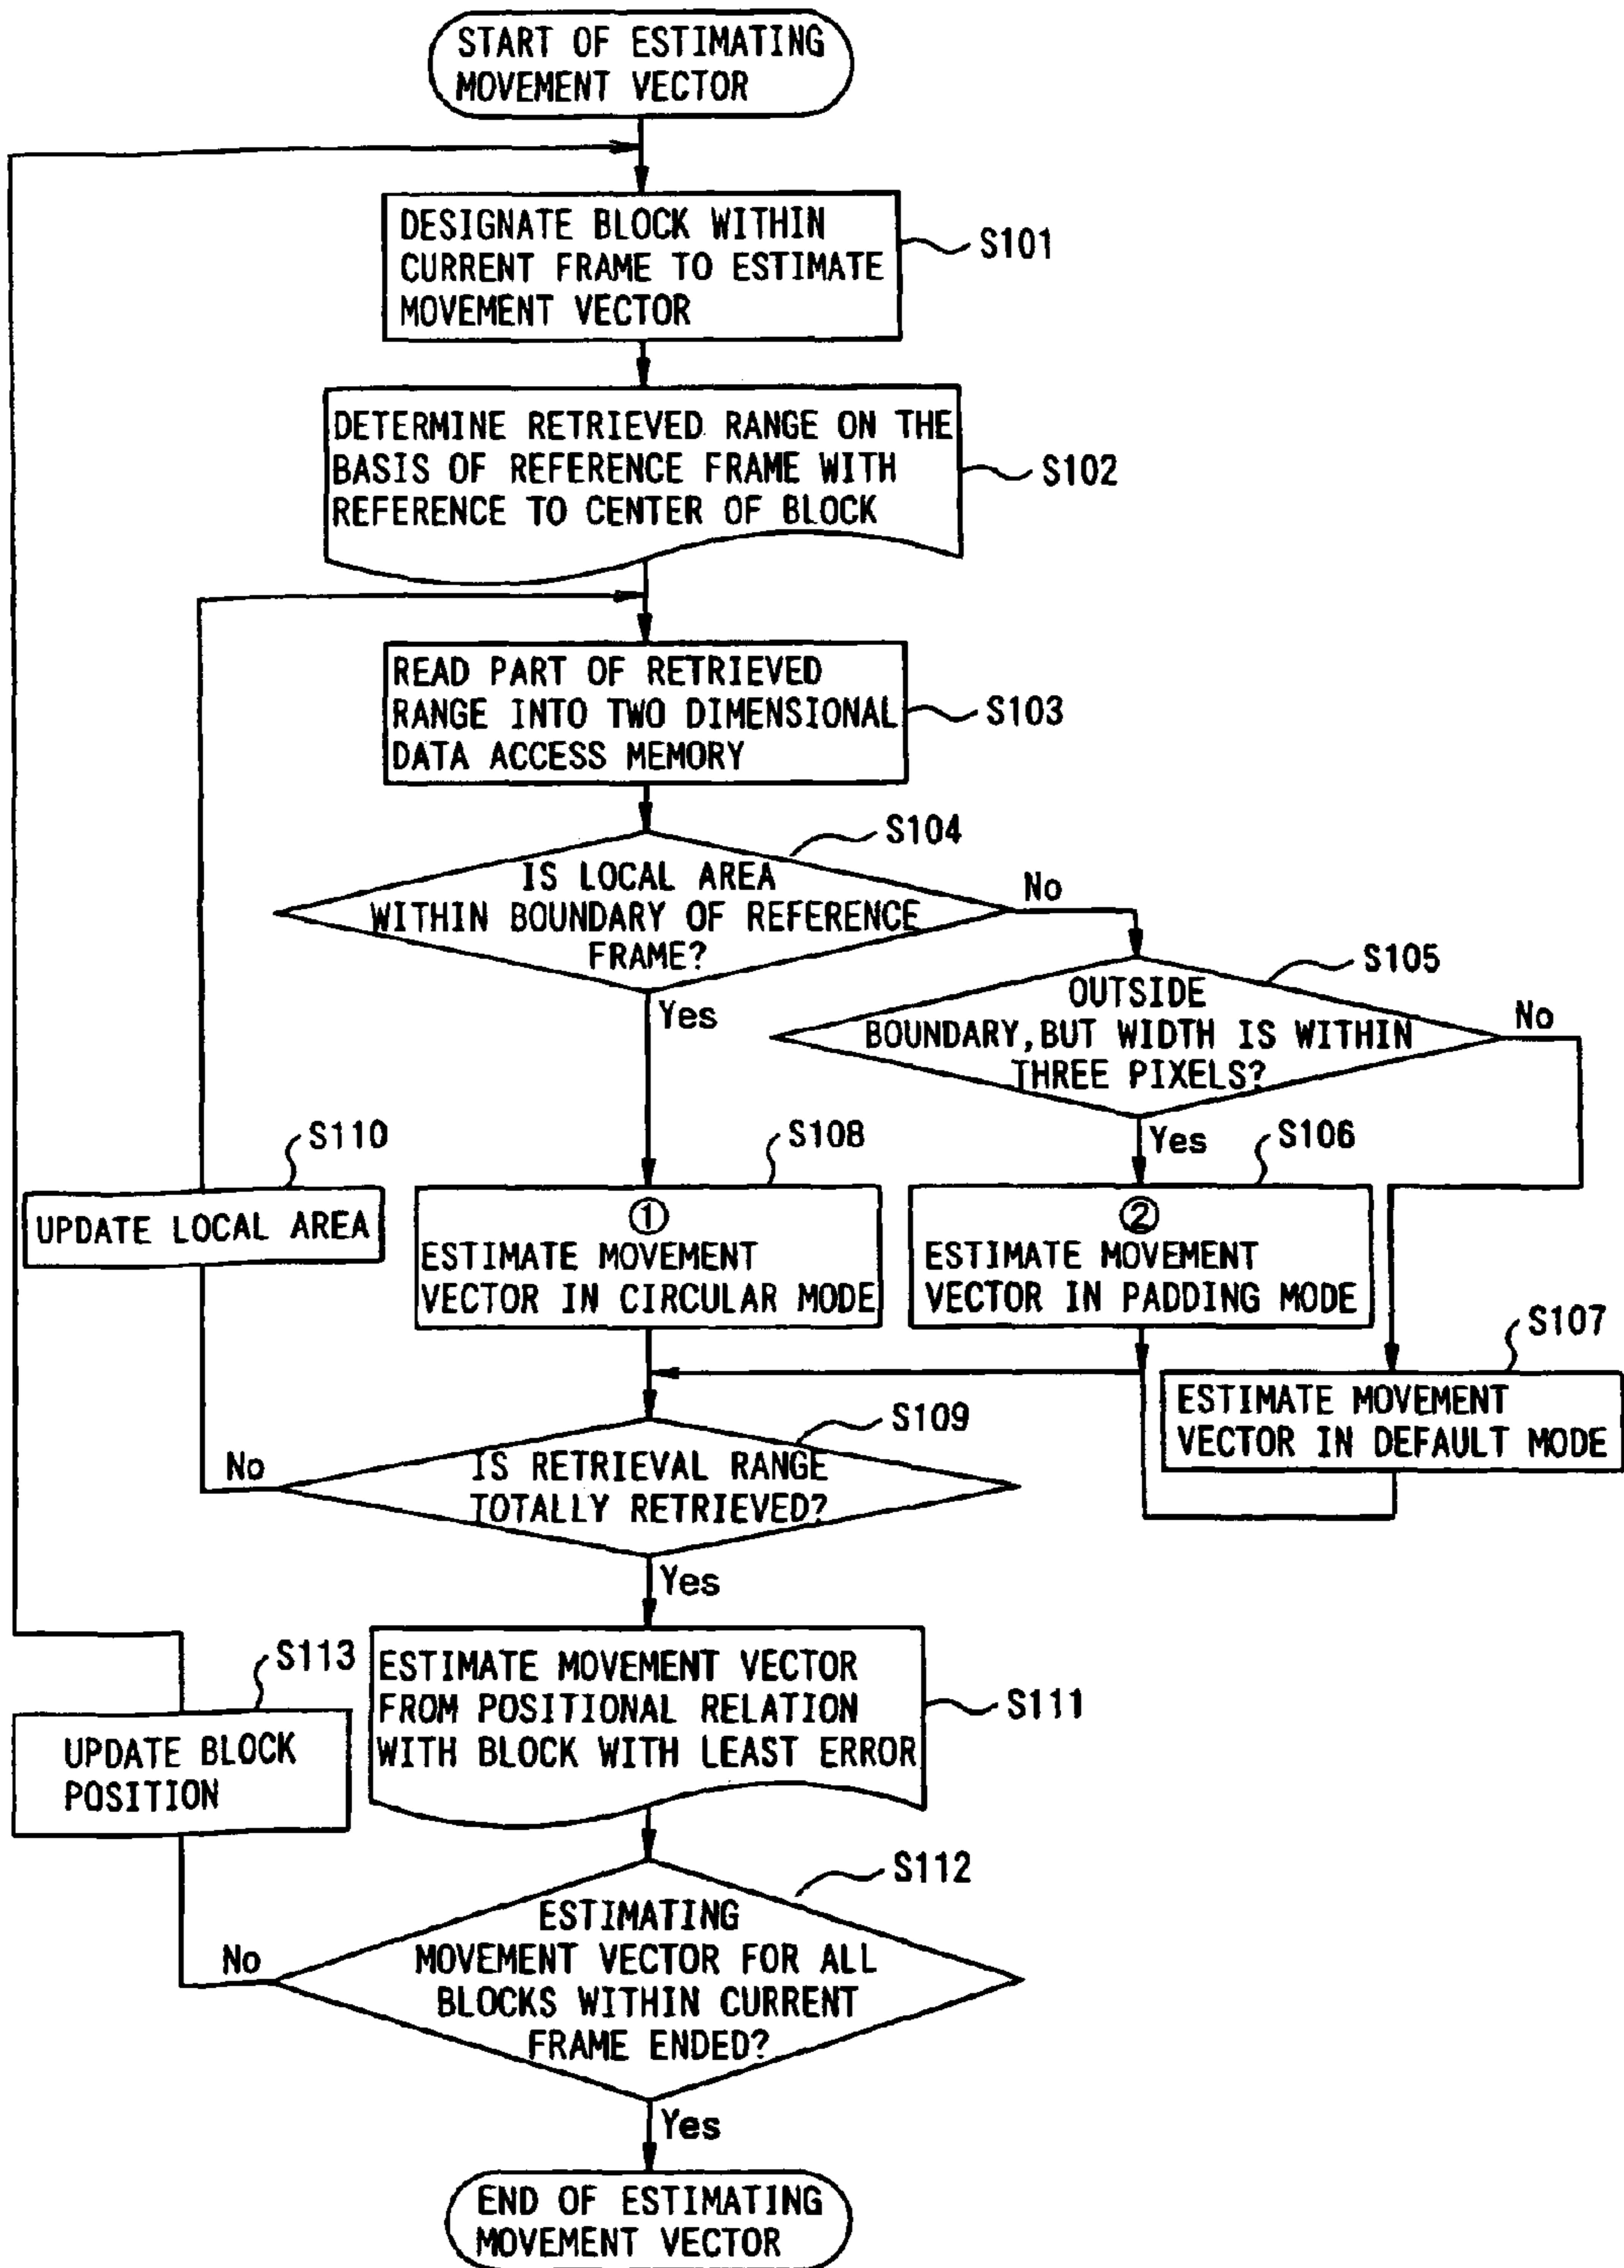 START OF ESTIMATING
MOVEMENT VECTOR
DESIGNATE BLOCK WITHIN
CURRENT FRAME TO ESTIMATE
MOVEMENT VECTOR
S101
DETERMINE RETRIEVED RANGE ON THE
BASIS OF REFERENCE FRAME WITH
REFERENCE TO CENTER OF BLOCK
S102
READ PART OF RETRIEVED
RANGE INTO TWO DIMENSIONAL
DATA ACCESS MEMORY
S103
S104
IS LOCAL AREA
WITHIN BOUNDARY OF REFERENCE
FRAME?
No
Yes
S105
OUTSIDE
BOUNDARY, BUT WIDTH IS WITHIN
THREE PIXELS?
No
Yes
S110
UPDATE LOCAL AREA
S108
①
ESTIMATE MOVEMENT
VECTOR IN CIRCULAR MODE
S106
②
ESTIMATE MOVEMENT
VECTOR IN PADDING MODE
S107
ESTIMATE MOVEMENT
VECTOR IN DEFAULT MODE
S109
IS RETRIEVAL RANGE
TOTALLY RETRIEVED?
No
Yes
S113
UPDATE BLOCK
POSITION
ESTIMATE MOVEMENT VECTOR
FROM POSITIONAL RELATION
WITH BLOCK WITH LEAST ERROR
S111
S112
ESTIMATING
MOVEMENT VECTOR FOR ALL
BLOCKS WITHIN CURRENT
FRAME ENDED?
No
Yes
END OF ESTIMATING
MOVEMENT VECTOR